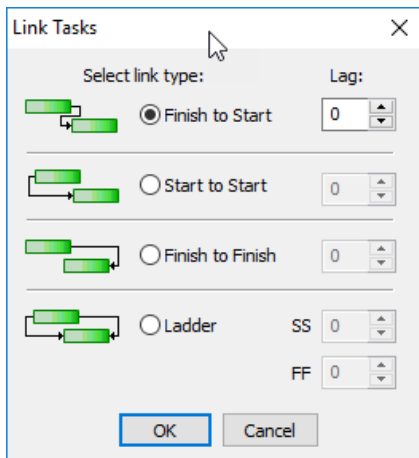 Link Tasks
Select link type: Lag:
Finish to Start 0
Start to Start 0
Finish to Finish 0
Ladder SS 0
FF 0
OK Cancel